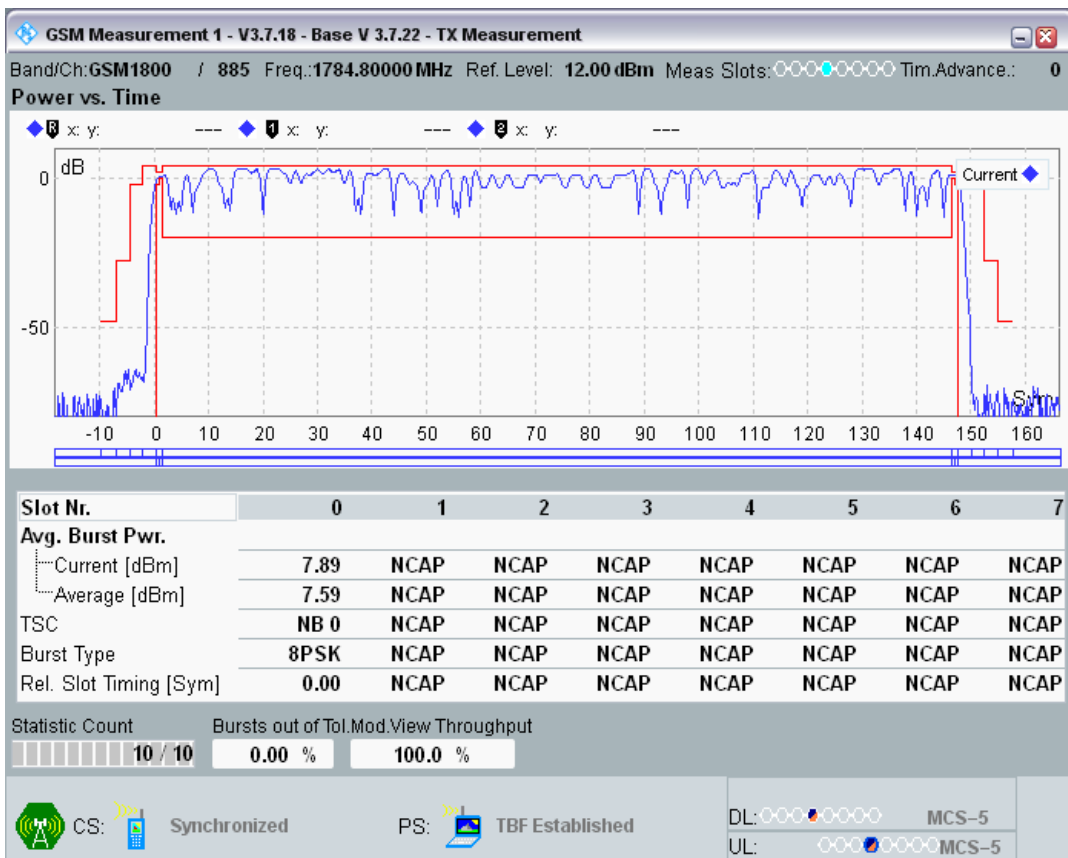 GSM Measurement 1 - V3.7.18 - Base V 3.7.22 - TX Measurement
Band/Ch:GSM1800 / 885 Freq.:1784.80000 MHz Ref. Level: 12.00 dBm Meas Slots: Tim.Advance.: 0
Power vs. Time
R x: y: --- 1 x: y: --- 2 x: y: ---
dB
Current
0
-50
Sym
-10 0 10 20 30 40 50 60 70 80 90 100 110 120 130 140 150 160
Slot Nr. 0 1 2 3 4 5 6 7
Avg. Burst Pwr.
Current [dBm] 7.89 NCAP NCAP NCAP NCAP NCAP NCAP NCAP
Average [dBm] 7.59 NCAP NCAP NCAP NCAP NCAP NCAP NCAP
TSC NB 0 NCAP NCAP NCAP NCAP NCAP NCAP NCAP
Burst Type 8PSK NCAP NCAP NCAP NCAP NCAP NCAP NCAP
Rel. Slot Timing [Sym] 0.00 NCAP NCAP NCAP NCAP NCAP NCAP NCAP
Statistic Count Bursts out of Tol.Mod.View Throughput
10 / 10 0.00 % 100.0 %
CS: Synchronized PS: TBF Established
DL: MCS-5
UL: MCS-5